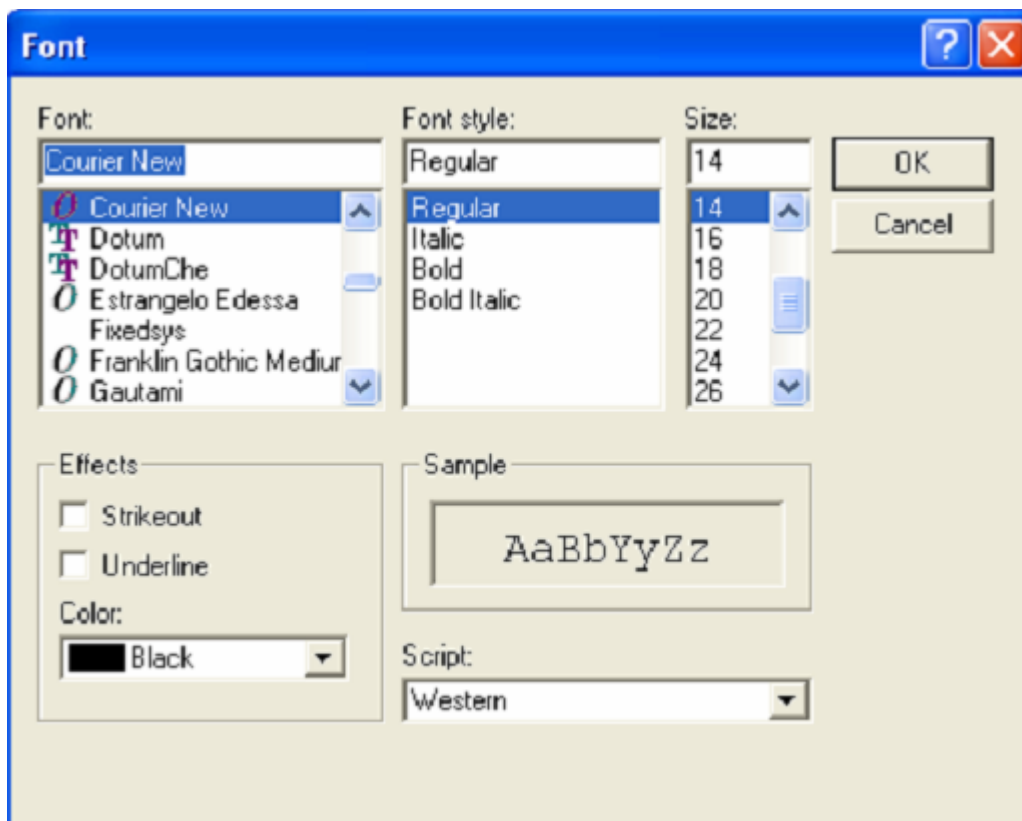 Font
Font:
Courier New
Courier New
Dotum
DotumChe
Estrangelo Edessa
Fixedsys
Franklin Gothic Mediur
Gautami
Font style:
Regular
Regular
Italic
Bold
Bold Italic
Size:
14
14
16
18
20
22
24
26
OK
Cancel
Effects
Strikeout
Underline
Color:
Black
Sample
AaBbYyZz
Script:
Western